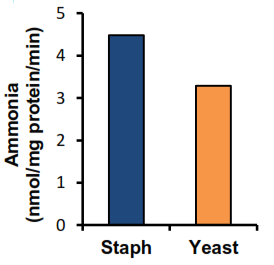 Ammonia
(nmol/mg protein/min)
5
4
3
2
1
0
Staph Yeast